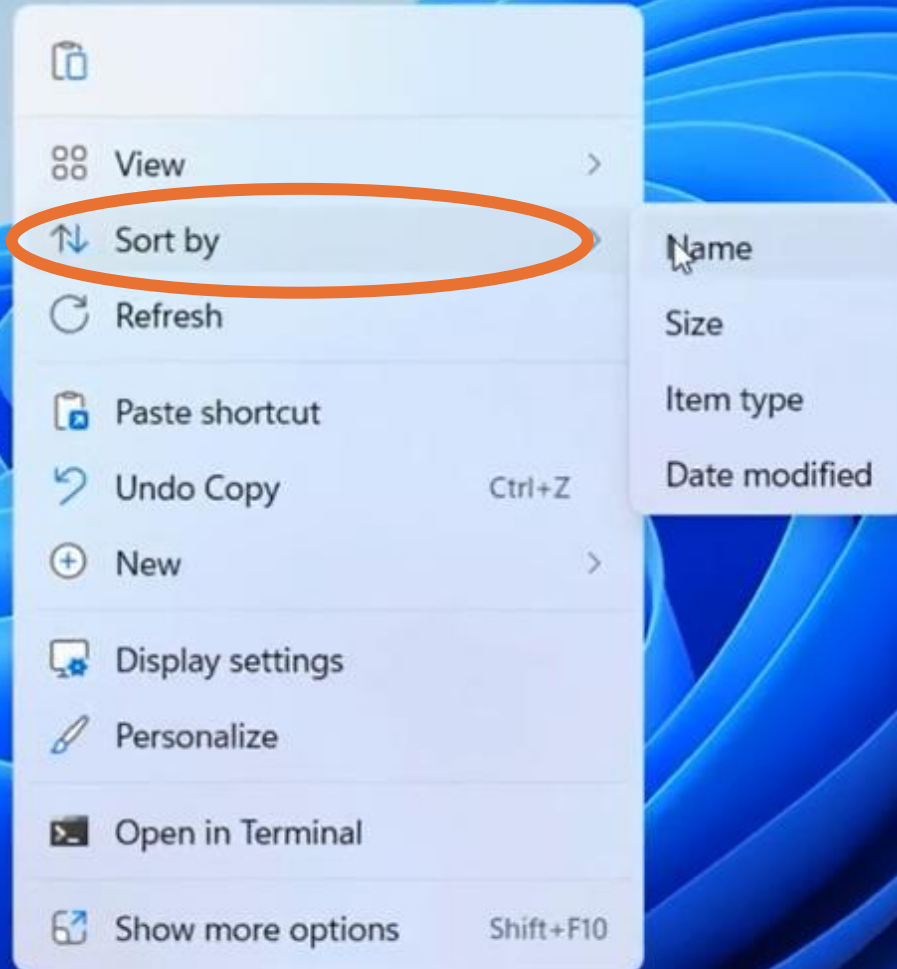 View
Sort by
Refresh
Paste shortcut
Undo Copy Ctrl+Z
New
Display settings
Personalize
Open in Terminal
Show more options Shift+F10
Name
Size
Item type
Date modified